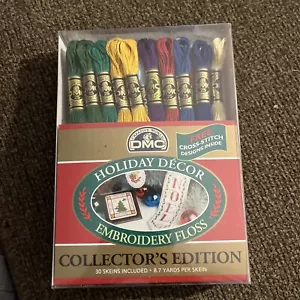 FREE
CROSS-STITCH
DESIGNS INSIDE
DMC
HOLIDAY DÉCOR
EMBROIDERY FLOSS
COLLECTOR'S EDITION
30 SKEINS INCLUDED • 8.7 YARDS PER SKEIN